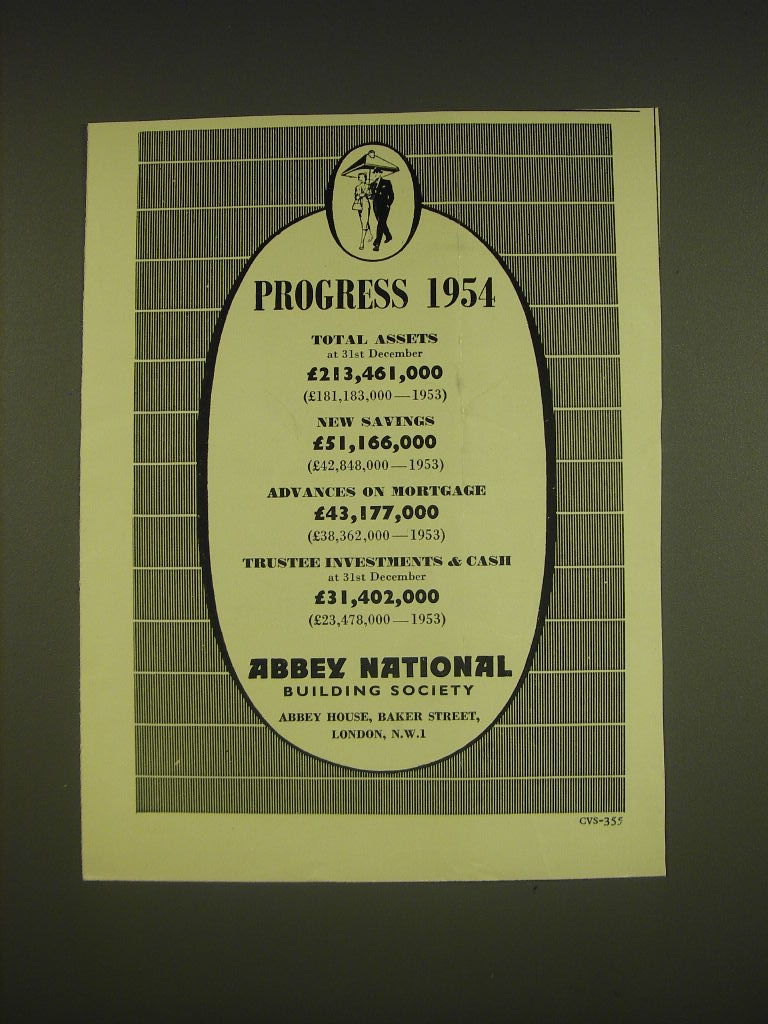 PROGRESS 1954
TOTAL ASSETS
at 31st December
£213,461,000
(£181,183,000—1953)
NEW SAVINGS
£51,166,000
(£42,848,000—1953)
ADVANCES ON MORTGAGE
£43,177,000
(£38,362,000—1953)
TRUSTEE INVESTMENTS & CASH
at 31st December
£31,402,000
(£23,478,000—1953)
ABBEY NATIONAL
BUILDING SOCIETY
ABBEY HOUSE, BAKER STREET,
LONDON, N.W.1
CVS-355